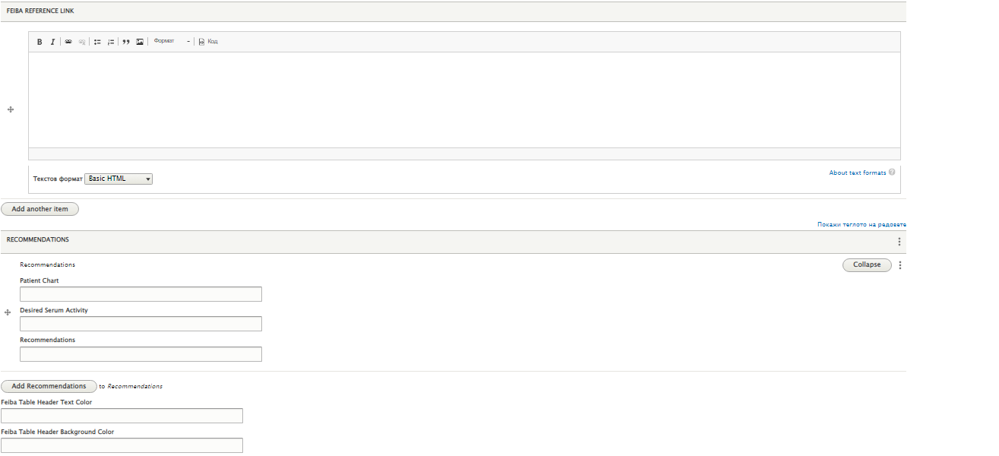 FEIBA REFERENCE LINK
B I Формат Код
Текстов формат Basic HTML
About text formats ?
Add another item
Покажи теглото на редовете
RECOMMENDATIONS
Recommendations
Collapse
Patient Chart
Desired Serum Activity
Recommendations
Add Recommendations to Recommendations
Feiba Table Header Text Color
Feiba Table Header Background Color